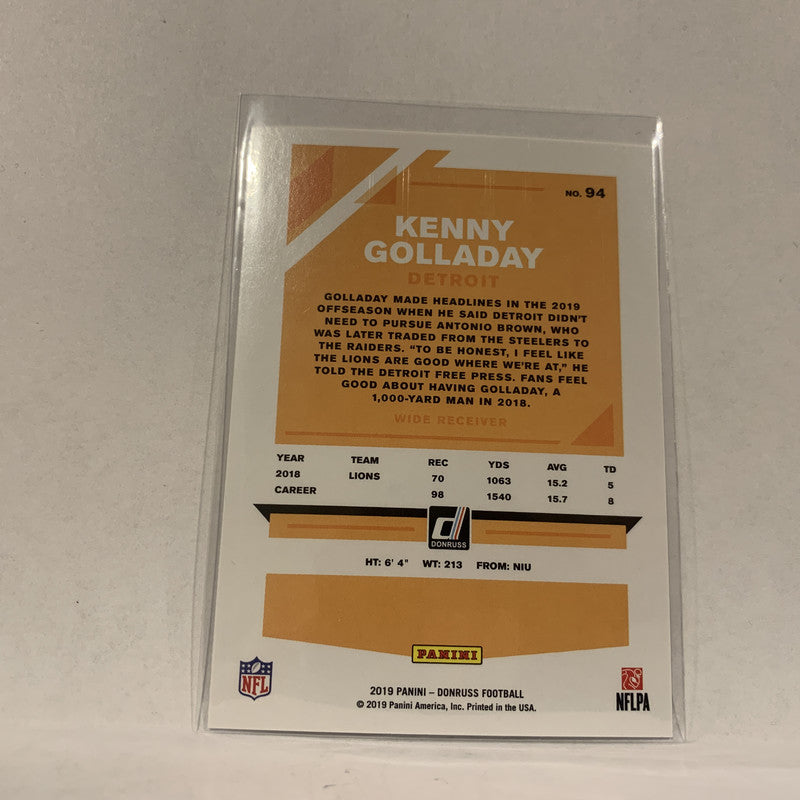 NO. 94
KENNY
GOLLADAY
DETROIT
GOLLADAY MADE HEADLINES IN THE 2019
OFFSEASON WHEN HE SAID DETROIT DIDN'T
NEED TO PURSUE ANTONIO BROWN, WHO
WAS LATER TRADED FROM THE STEELERS TO
THE RAIDERS. "TO BE HONEST, I FEEL LIKE
THE LIONS ARE GOOD WHERE WE'RE AT," HE
TOLD THE DETROIT FREE PRESS. FANS FEEL
GOOD ABOUT HAVING GOLLADAY, A
1,000-YARD MAN IN 2018.
WIDE RECEIVER
YEAR TEAM REC YDS AVG TD
2018 LIONS 70 1063 15.2 5
CAREER 98 1540 15.7 8
DONRUSS
HT: 6' 4" WT: 213 FROM: NIU
PANINI
NFL
2019 PANINI – DONRUSS FOOTBALL
© 2019 Panini America, Inc. Printed in the USA.
NFLPA